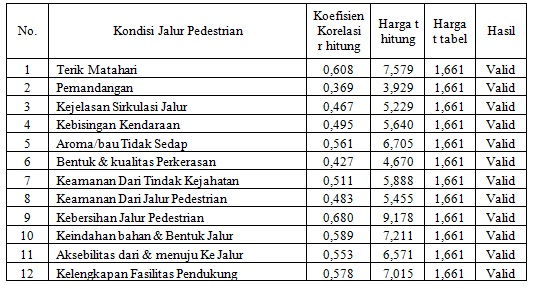 No. Kondisi Jalur Pedestrian Koefisien Korelasi r hitung Harga t hitung Harga t tabel Hasil
1 Terik Matahari 0,608 7,579 1,661 Valid
2 Pemandangan 0,369 3,929 1,661 Valid
3 Kejelasan Sirkulasi Jalur 0,467 5,229 1,661 Valid
4 Kebisingan Kendaraan 0,495 5,640 1,661 Valid
5 Aroma/bau Tidak Sedap 0,561 6,705 1,661 Valid
6 Bentuk & kualitas Perkerasan 0,427 4,670 1,661 Valid
7 Keamanan Dari Tindak Kejahatan 0,511 5,888 1,661 Valid
8 Keamanan Dari Jalur Pedestrian 0,483 5,455 1,661 Valid
9 Kebersihan Jalur Pedestrian 0,680 9,178 1,661 Valid
10 Keindahan bahan & Bentuk Jalur 0,589 7,211 1,661 Valid
11 Aksebilitas dari & menuju Ke Jalur 0,553 6,571 1,661 Valid
12 Kelengkapan Fasilitas Pendukung 0,578 7,015 1,661 Valid